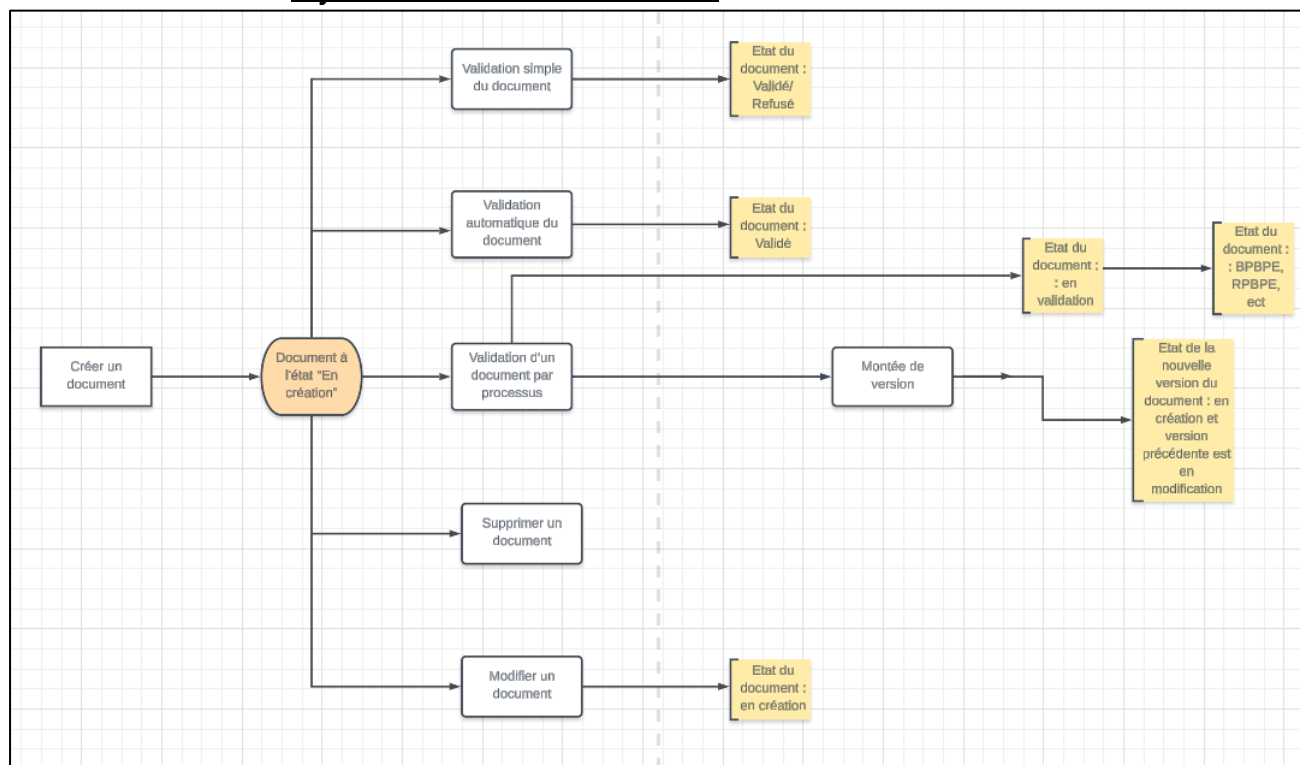 Validation simple
du document
Etat du
document :
Validé/
Refusé
Validation
automatique du
document
Etat du
document :
Validé
Etat du
document :
: en
validation
Etat du
document :
: BPBPE,
RPBPE,
ect
Créer un
document
Document à
l'état "En
création"
Validation d'un
document par
processus
Montée de
version
Etat de la
nouvelle
version du
document : en
création et
version
précédente est
en
modification
Supprimer un
document
Modifier un
document
Etat du
document :
en création